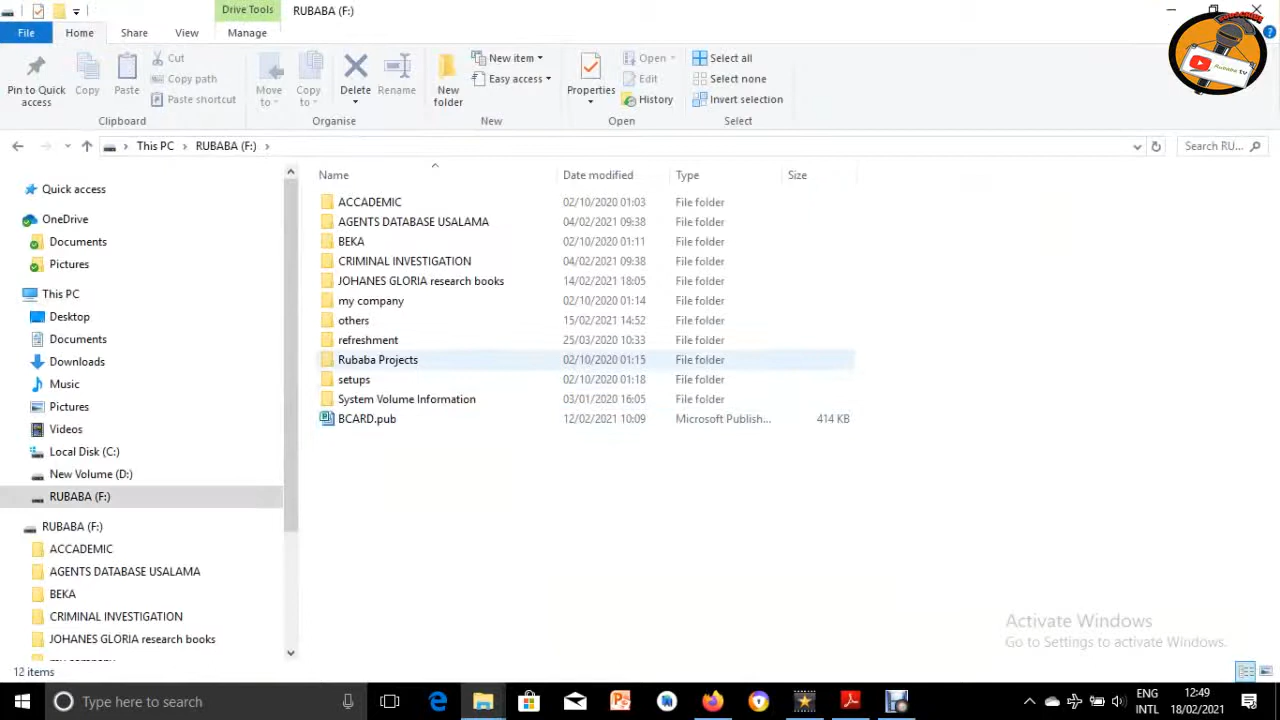 Drive Tools
RUBABA (F:)
File
Home
Share
View
Manage
SUBSCRIBE
Rubaba TV
Pin to Quick access
Copy
Paste
Cut
Copy path
Paste shortcut
Clipboard
Move to
Copy to
Delete
Rename
Organise
New folder
New item
Easy access
New
Properties
Open
Edit
History
Open
Select all
Select none
Invert selection
Select
This PC > RUBABA (F:) >
Search RU...
Name Date modified Type Size
ACCADEMIC 02/10/2020 01:03 File folder
AGENTS DATABASE USALAMA 04/02/2021 09:38 File folder
BEKA 02/10/2020 01:11 File folder
CRIMINAL INVESTIGATION 04/02/2021 09:38 File folder
JOHANES GLORIA research books 14/02/2021 18:05 File folder
my company 02/10/2020 01:14 File folder
others 15/02/2021 14:52 File folder
refreshment 25/03/2020 10:33 File folder
Rubaba Projects 02/10/2020 01:15 File folder
setups 02/10/2020 01:18 File folder
System Volume Information 03/01/2020 16:05 File folder
BCARD.pub 12/02/2021 10:09 Microsoft Publish... 414 KB
Quick access
OneDrive
Documents
Pictures
This PC
Desktop
Documents
Downloads
Music
Pictures
Videos
Local Disk (C:)
New Volume (D:)
RUBABA (F:)
RUBABA (F:)
ACCADEMIC
AGENTS DATABASE USALAMA
BEKA
CRIMINAL INVESTIGATION
JOHANES GLORIA research books
my company
Activate Windows
Go to Settings to activate Windows.
12 items
Type here to search
ENG
INTL
12:49
18/02/2021